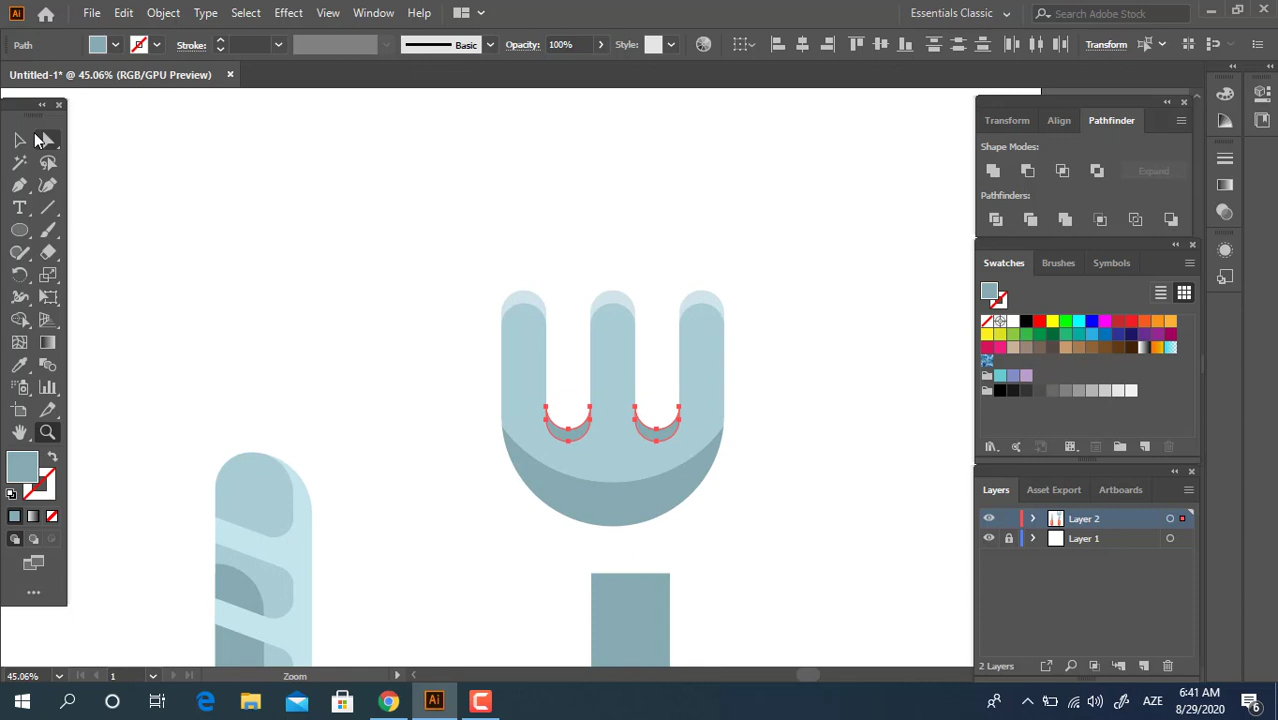 Ai File Edit Object Type Select Effect View Window Help Essentials Classic Search Adobe Stock
Path Stroke: Basic Opacity: 100% Style: Transform
Untitled-1* @ 45.06% (RGB/GPU Preview)
Transform Align Pathfinder
Shape Modes:
Expand
Pathfinders:
Swatches Brushes Symbols
Layers Asset Export Artboards
Layer 2
Layer 1
2 Layers
45.06% 1 Zoom
Ai AZE 6:41 AM
8/29/2020 6